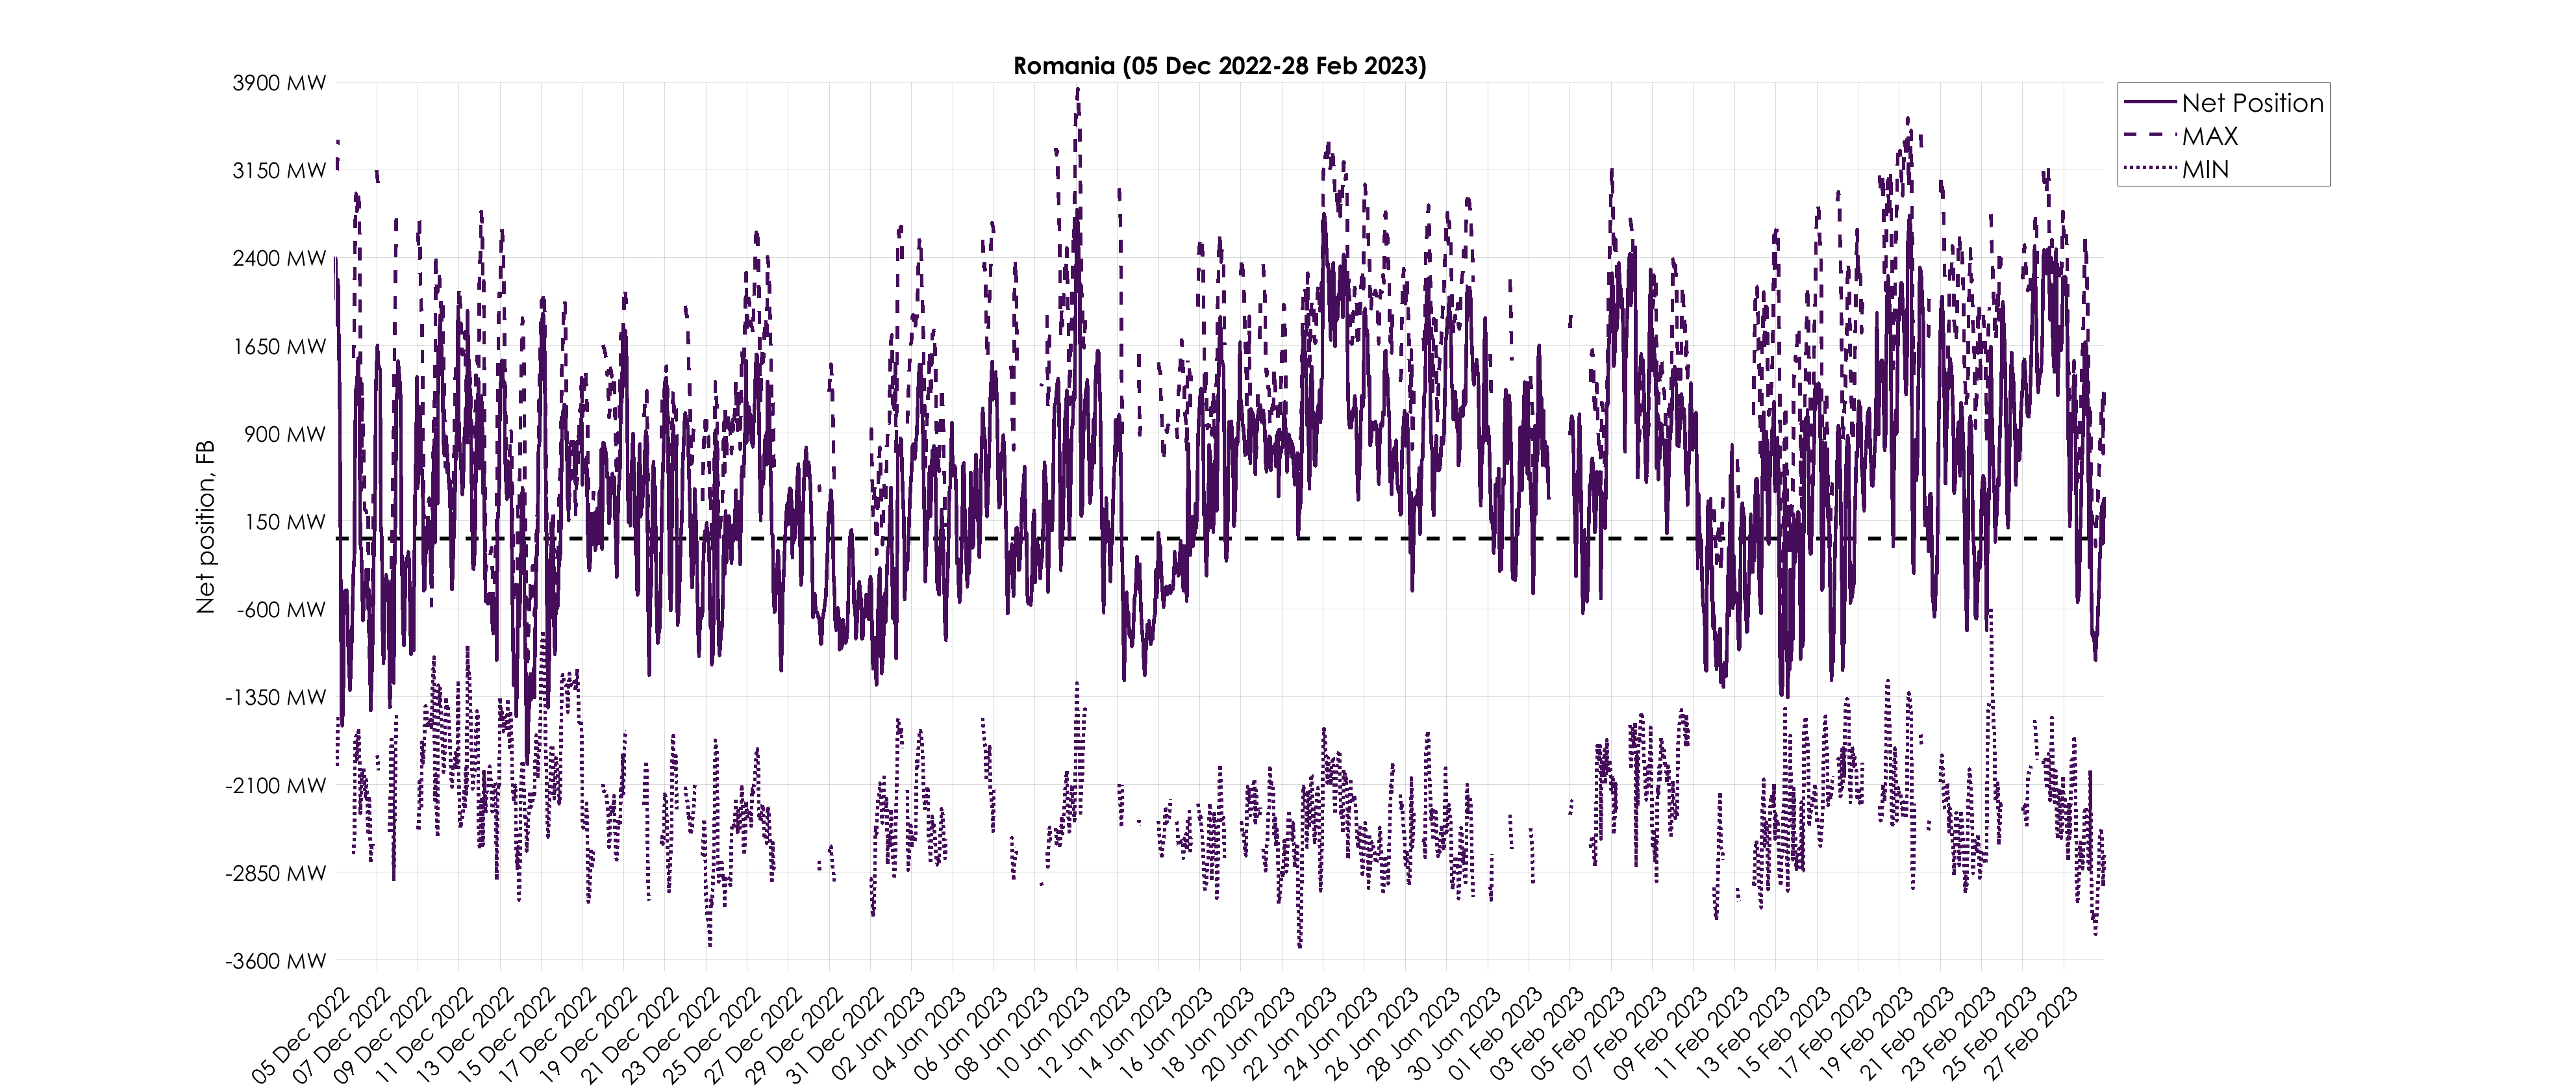 Romania (05 Dec 2022-28 Feb 2023)
3900 MW
3150 MW
2400 MW
1650 MW
900 MW
150 MW
-600 MW
-1350 MW
-2100 MW
-2850 MW
-3600 MW
Net position, FB
Net Position
MAX
MIN
05 Dec 2022
07 Dec 2022
09 Dec 2022
11 Dec 2022
13 Dec 2022
15 Dec 2022
17 Dec 2022
19 Dec 2022
21 Dec 2022
23 Dec 2022
25 Dec 2022
27 Dec 2022
29 Dec 2022
31 Dec 2022
02 Jan 2023
04 Jan 2023
06 Jan 2023
08 Jan 2023
10 Jan 2023
12 Jan 2023
14 Jan 2023
16 Jan 2023
18 Jan 2023
20 Jan 2023
22 Jan 2023
24 Jan 2023
26 Jan 2023
28 Jan 2023
30 Jan 2023
01 Feb 2023
03 Feb 2023
05 Feb 2023
07 Feb 2023
09 Feb 2023
11 Feb 2023
13 Feb 2023
15 Feb 2023
17 Feb 2023
19 Feb 2023
21 Feb 2023
23 Feb 2023
25 Feb 2023
27 Feb 2023